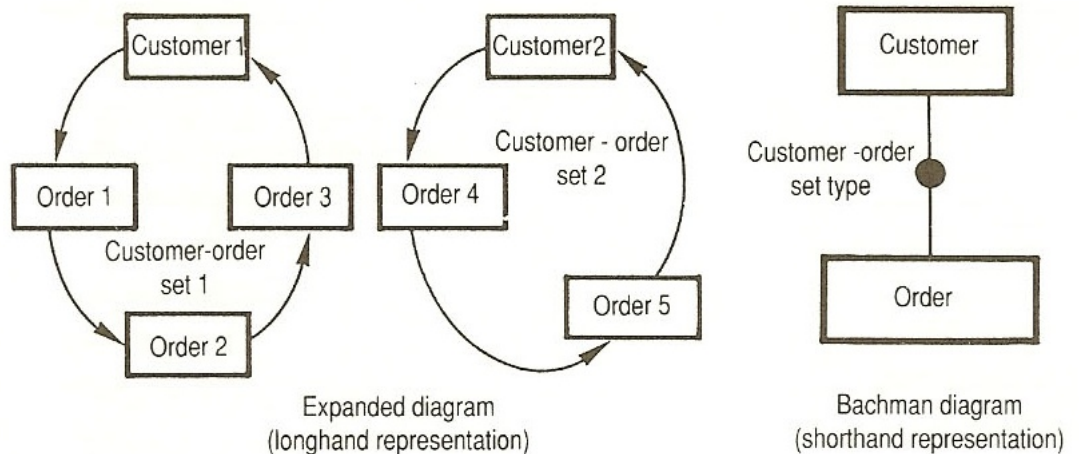 Customer 1
Order 1
Order 3
Customer-order
set 1
Order 2
Customer2
Customer - order
set 2
Order 4
Order 5
Expanded diagram
(longhand representation)
Customer
Customer -order
set type
Order
Bachman diagram
(shorthand representation)